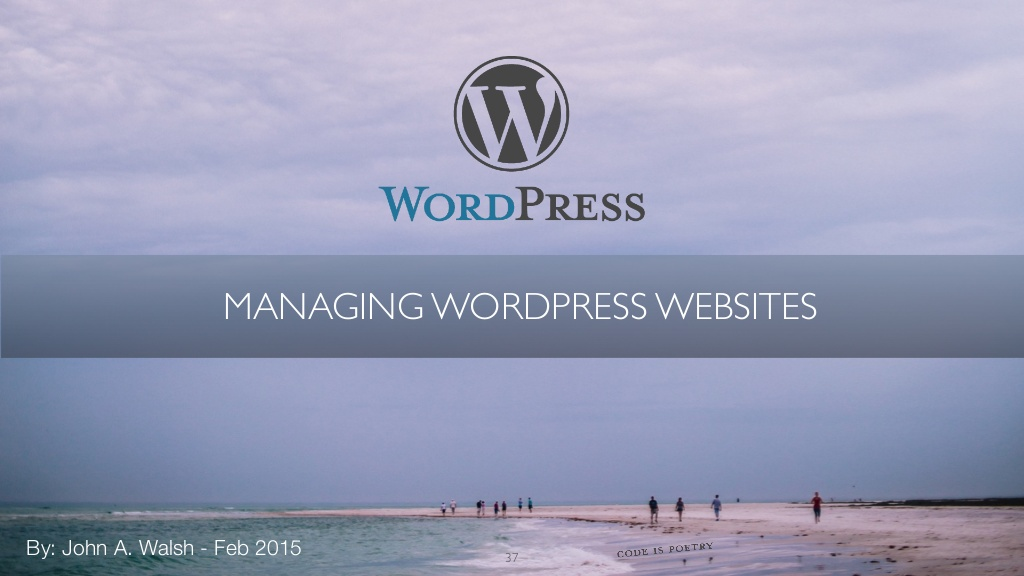 WORDPRESS
MANAGING WORDPRESS WEBSITES
By: John A. Walsh - Feb 2015
37
CODE IS POETRY